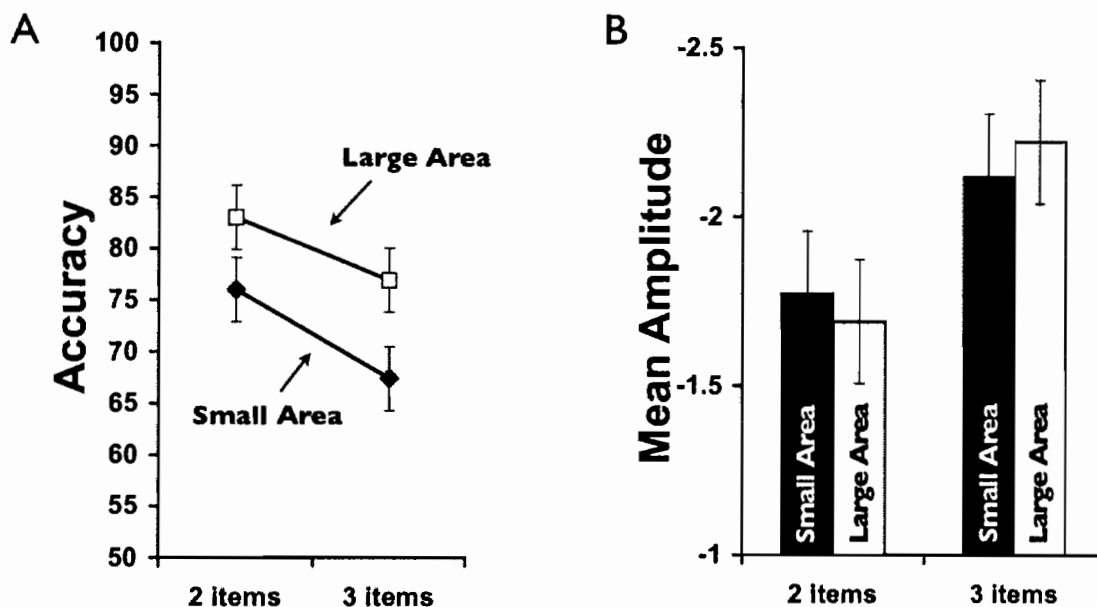 A
Accuracy
100
95
90
85
80
75
70
65
60
55
50
Large Area
Small Area
2 items
3 items
B
Mean Amplitude
-2.5
-2
-1.5
-1
Small Area
Large Area
Small Area
Large Area
2 items
3 items